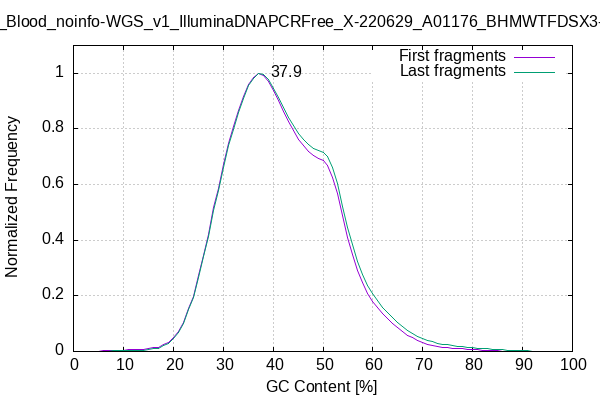 _Blood_noinfo-WGS_v1_IlluminaDNAPCRFree_X-220629_A01176_BHMWTFDSX3-
First fragments
Last fragments
37.9
Normalized Frequency
1
0.8
0.6
0.4
0.2
0
0 10 20 30 40 50 60 70 80 90 100
GC Content [%]